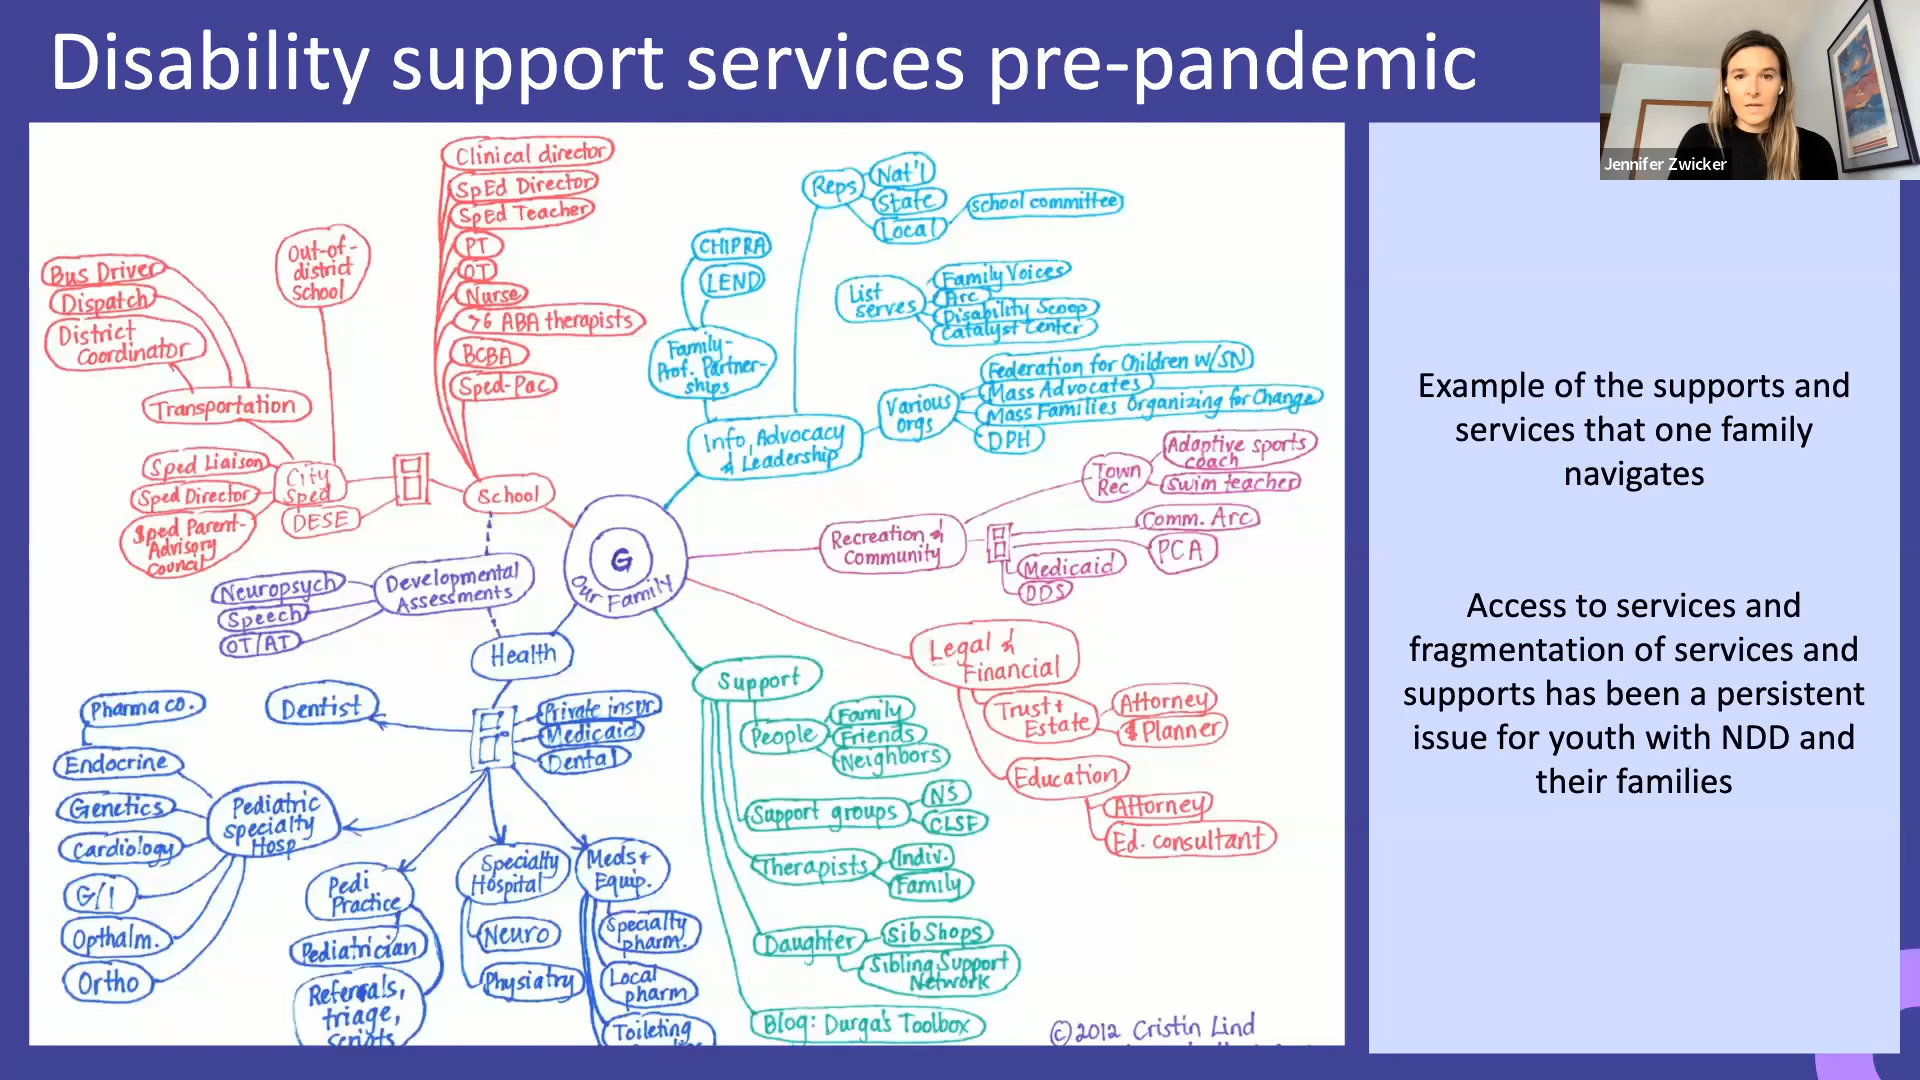 Disability support services pre-pandemic
Jennifer Zwicker
Example of the supports and
services that one family
navigates
Access to services and
fragmentation of services and
supports has been a persistent
issue for youth with NDD and
their families
Clinical director
SpEd Director
SpEd Teacher
PT
OT
Nurse
>6 ABA therapists
BCBA
Sped-Pac
Out-of-
district
School
Bus Driver
Dispatch
District
Coordinator
Transportation
Sped Liaison
Sped Director
Sped Parent-
Advisory
Council
City
Sped
DESE
School
Reps
Nat'l
State
Local
School committee
CHIPRA
LEND
Family-
Prof. Partner-
ships
List
serves
Family Voices
Arc
Disability Scoop
Catalyst Center
Info, Advocacy
& Leadership
Various
orgs
Federation for Children w/SN
Mass Advocates
Mass Families Organizing for Change
DPH
Recreation &
Community
Town
Rec
Adaptive sports
coach
Swim teacher
Comm. Arc
PCA
Medicaid
DDS
G
Our Family
Developmental
Assessments
Neuropsych
Speech
OT/AT
Health
Dentist
Private insur
Medicaid
Dental
Pharma co.
Endocrine
Genetics
Cardiology
G/I
Opthalm.
Ortho
Pediatric
specialty
Hosp
Pedi
Practice
Pediatrician
Referrals,
triage,
scripts
Specialty
Hospital
Neuro
Physiatry
Meds+
Equip.
Specialty
pharm.
Local
pharm
Toileting
Support
People
Family
Friends
Neighbors
Support groups
NS
CLSF
Therapists
Indiv.
Family
Daughter
SibShops
Sibling Support
Network
Blog: Durga's Toolbox
Legal &
Financial
Trust +
Estate
Attorney
$ Planner
Education
Attorney
Ed. consultant
©2012 Cristin Lind